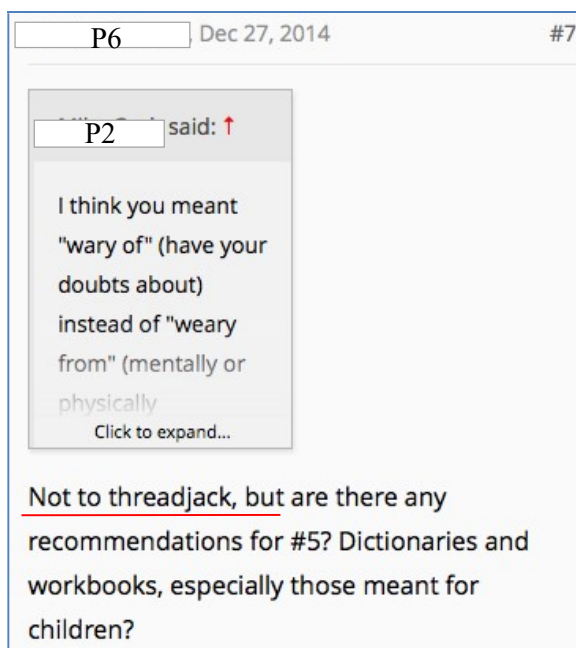 P6, Dec 27, 2014 #7
P2 said: ↑
I think you meant
"wary of" (have your
doubts about)
instead of "weary
from" (mentally or
physically
Click to expand...
Not to threadjack, but are there any
recommendations for #5? Dictionaries and
workbooks, especially those meant for
children?